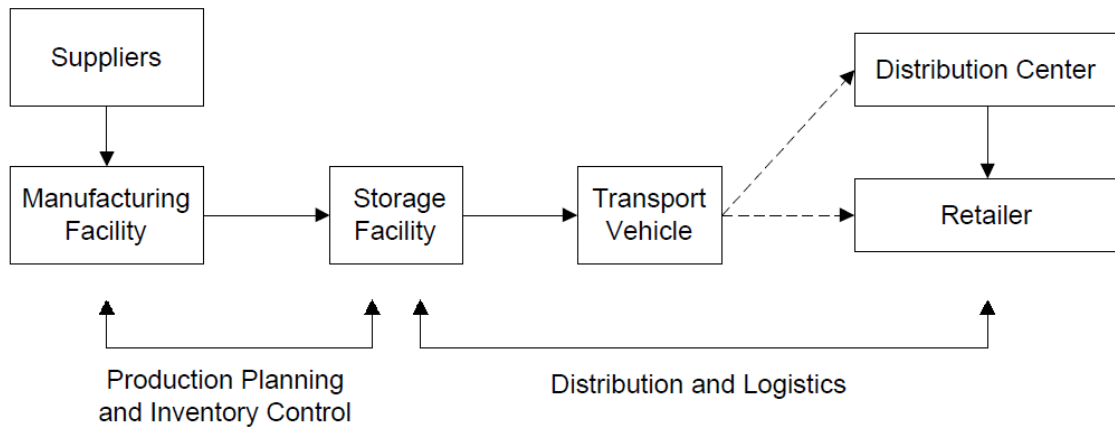 Suppliers
Distribution Center
Manufacturing
Facility
Storage
Facility
Transport
Vehicle
Retailer
Production Planning
and Inventory Control
Distribution and Logistics